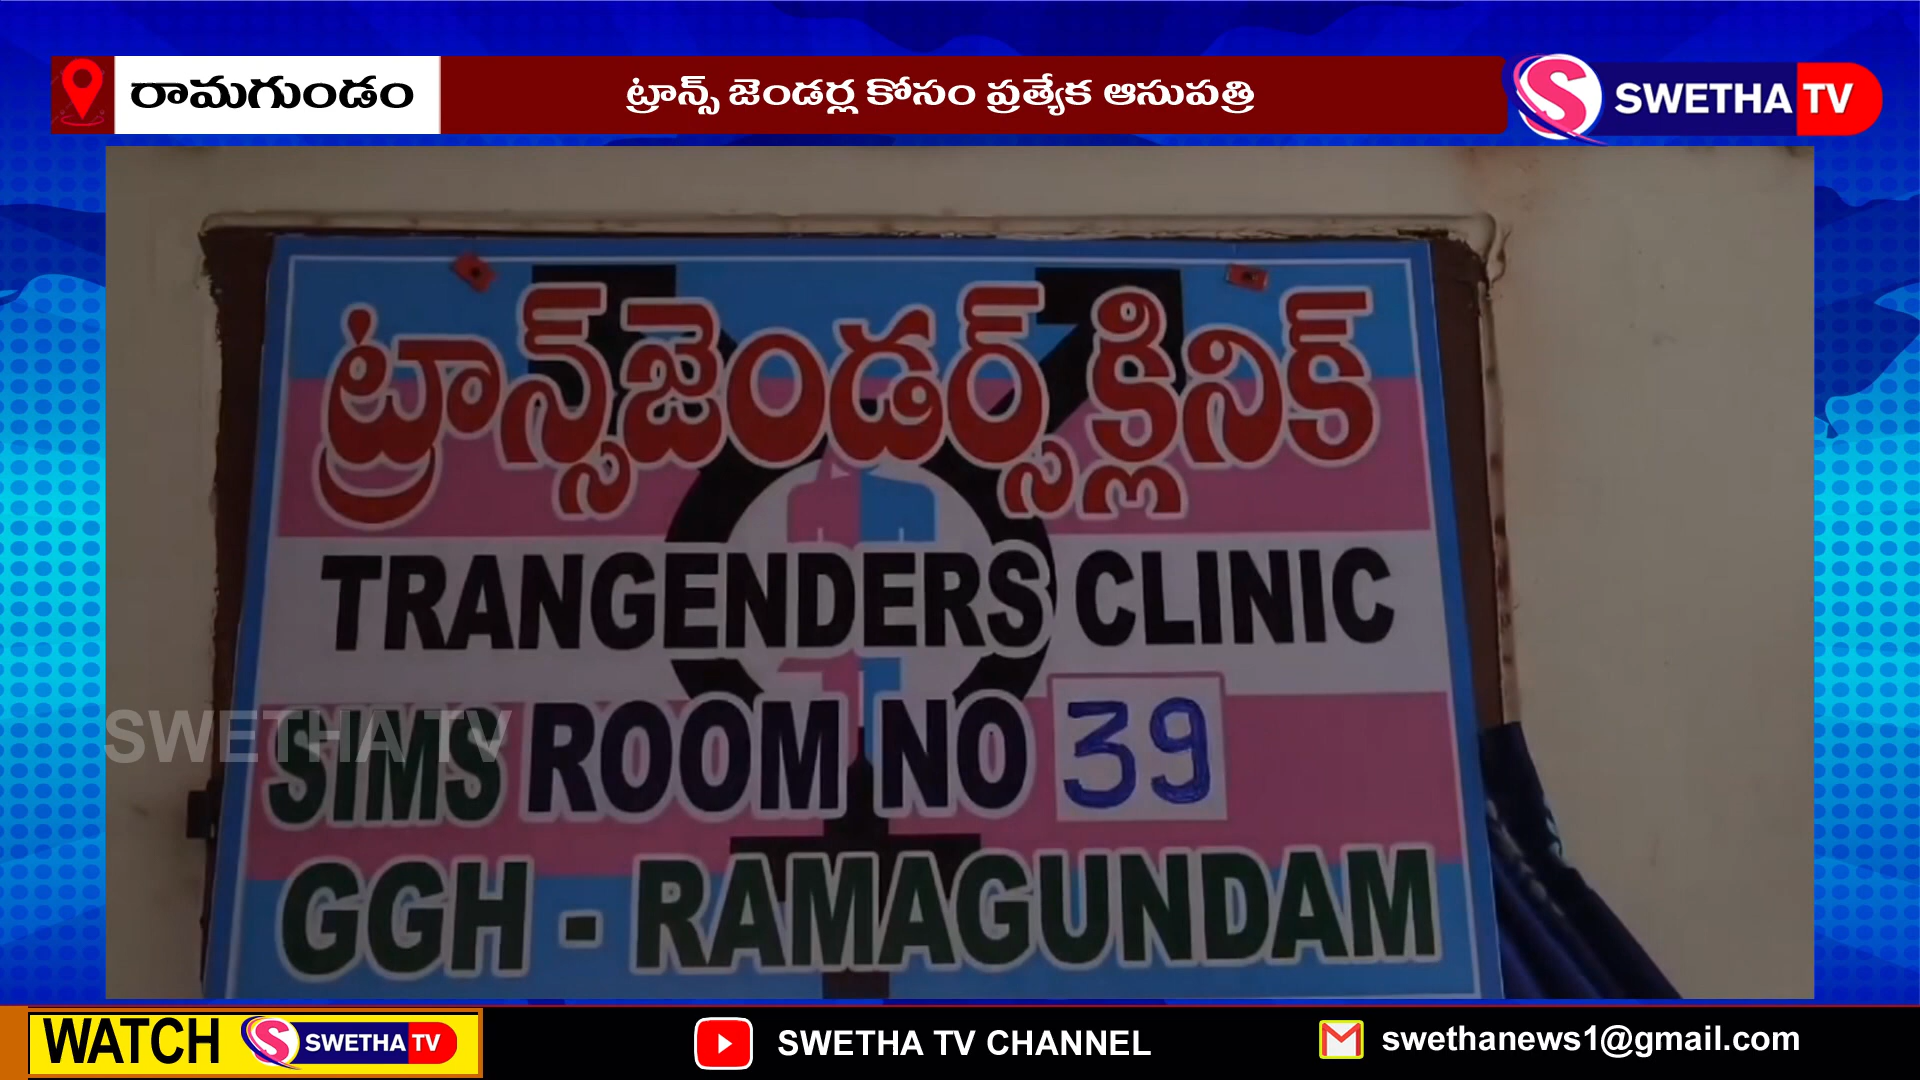 రామగుండం
ట్రాన్స్ జెండర్ల కోసం ప్రత్యేక ఆసుపత్రి
SWETHA TV
ట్రాన్స్‌జెండర్స్ క్లినిక్
TRANGENDERS CLINIC
SIMS ROOM NO 39
GGH - RAMAGUNDAM
SWETHA TV
WATCH SWETHA TV
SWETHA TV CHANNEL
swethanews1@gmail.com